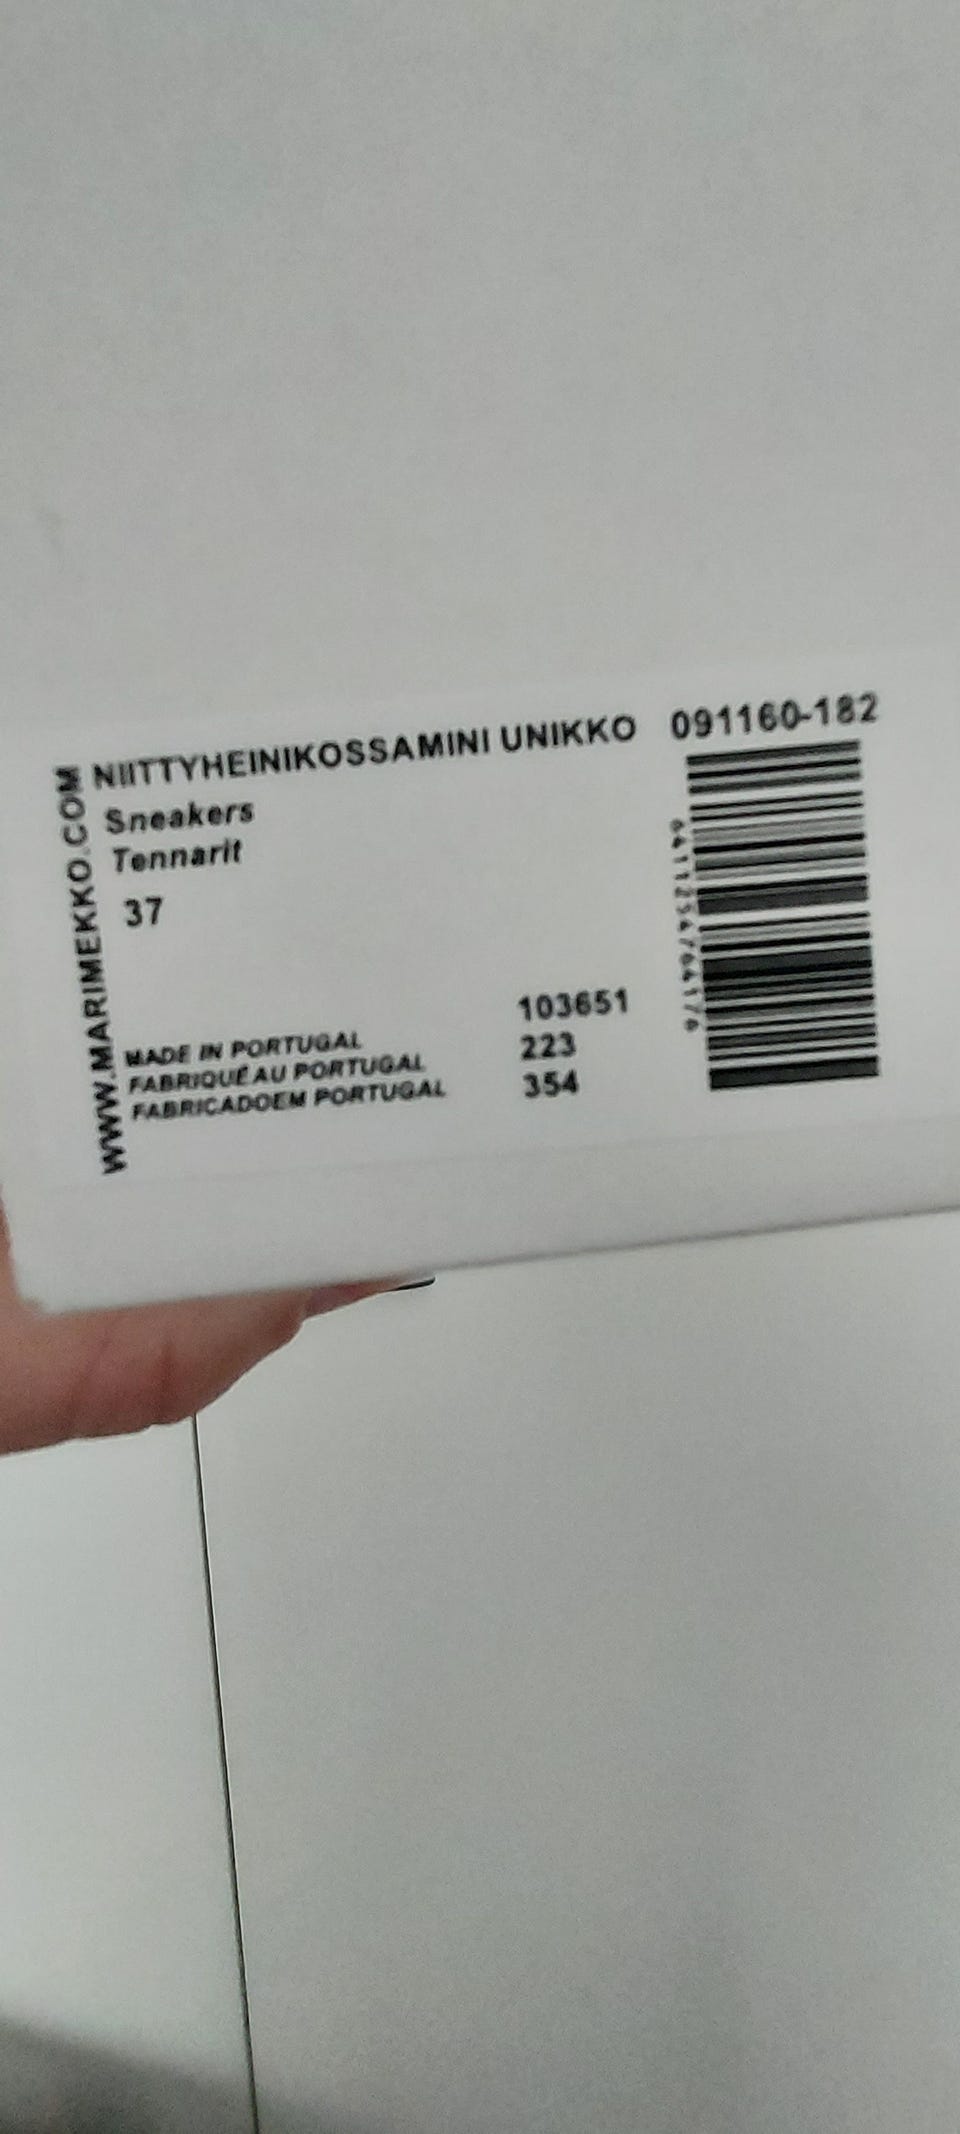 WWW.MARIMEKKO.COM
NIITTYHEINIKOSSAMINI UNIKKO 091160-182
Sneakers
Tennarit
37
103651
MADE IN PORTUGAL 223
FABRIQUÉ AU PORTUGAL 354
FABRICADOEM PORTUGAL